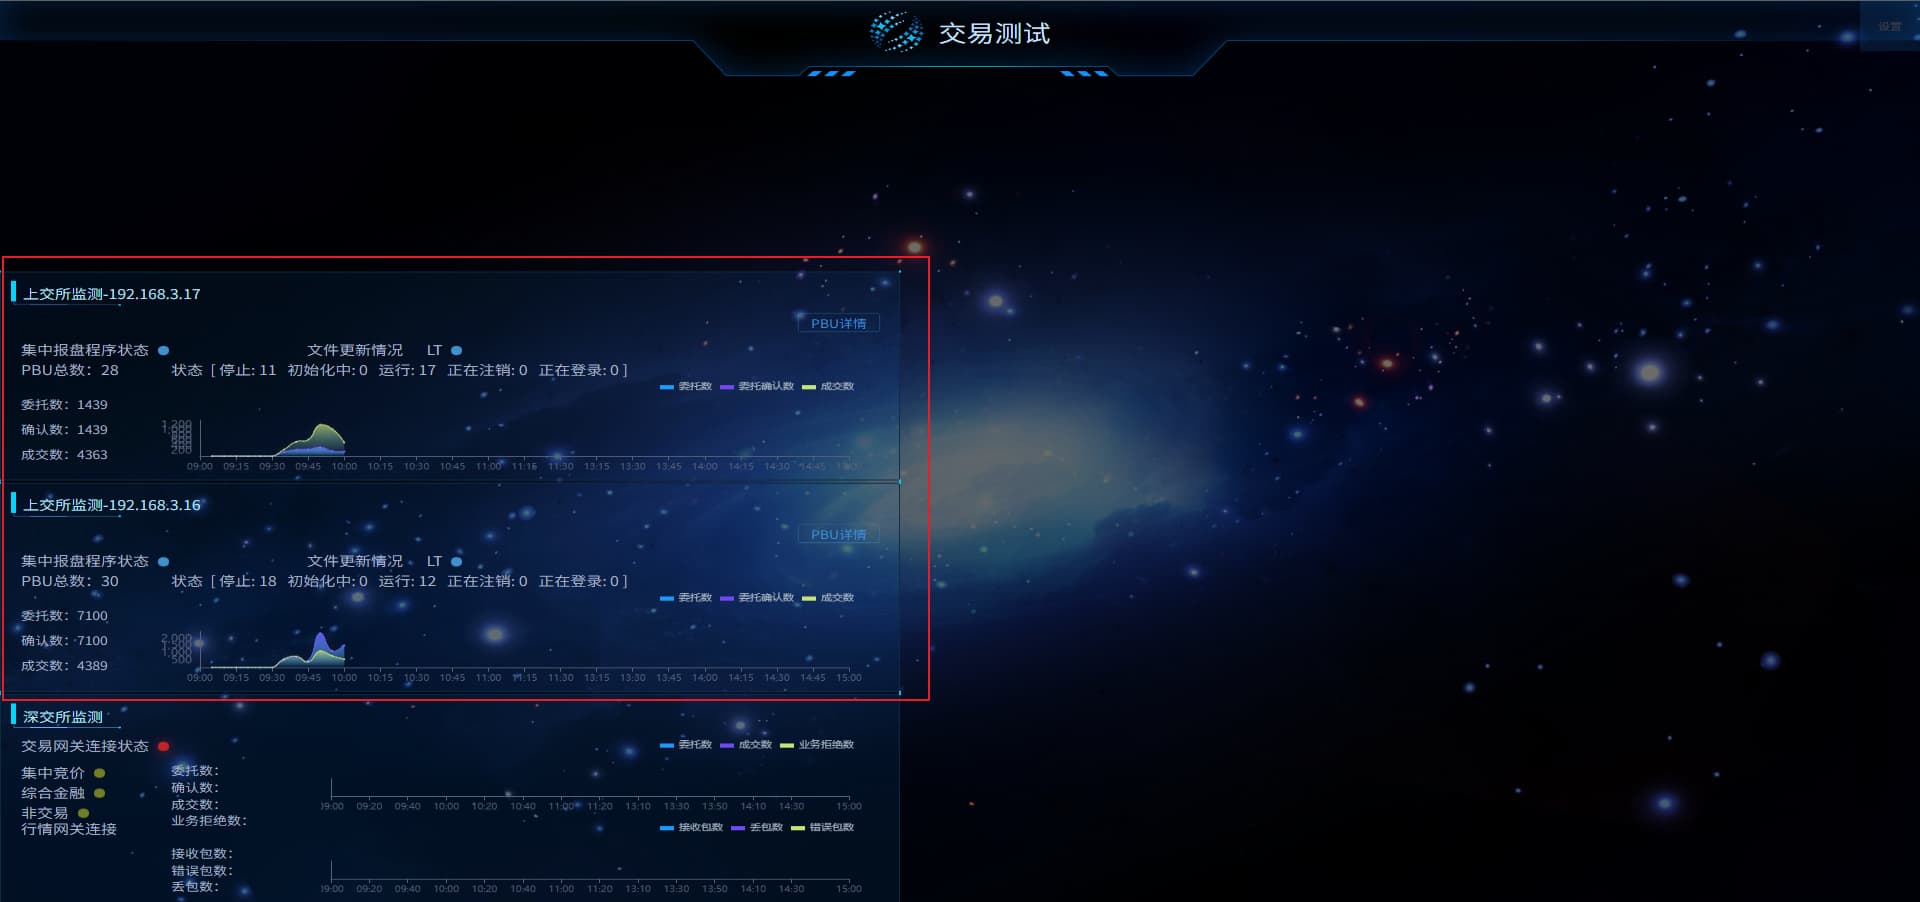 交易测试
设置
上交所监测-192.168.3.17
PBU详情
集中报盘程序状态 文件更新情况 LT
PBU总数：28 状态 [ 停止: 11 初始化中: 0 运行: 17 正在注销: 0 正在登录: 0 ]
委托数 委托确认数 成交数
委托数：1439
确认数：1439
成交数：4363
1,200
200
09:00 09:15 09:30 09:45 10:00 10:15 10:30 10:45 11:00 11:15 11:30 13:15 13:30 13:45 14:00 14:15 14:30 14:45
上交所监测-192.168.3.16
PBU详情
集中报盘程序状态 文件更新情况 LT
PBU总数：30 状态 [ 停止: 18 初始化中: 0 运行: 12 正在注销: 0 正在登录: 0 ]
委托数 委托确认数 成交数
委托数：7100
确认数：7100
成交数：4389
2,000
1,000
500
09:00 09:15 09:30 09:45 10:00 10:15 10:30 10:45 11:00 11:15 11:30 13:15 13:30 13:45 14:00 14:15 14:30 14:45 15:00
深交所监测
交易网关连接状态
委托数 成交数 业务拒绝数
集中竞价
综合金融
非交易
行情网关连接
委托数：
确认数：
成交数：
业务拒绝数：
09:00 09:20 09:40 10:00 10:20 10:40 11:00 11:20 13:10 13:30 13:50 14:10 14:30 15:00
接收包数 丢包数 错误包数
接收包数：
错误包数：
丢包数：
09:00 09:20 09:40 10:00 10:20 10:40 11:00 11:20 13:10 13:30 13:50 14:10 14:30 15:00